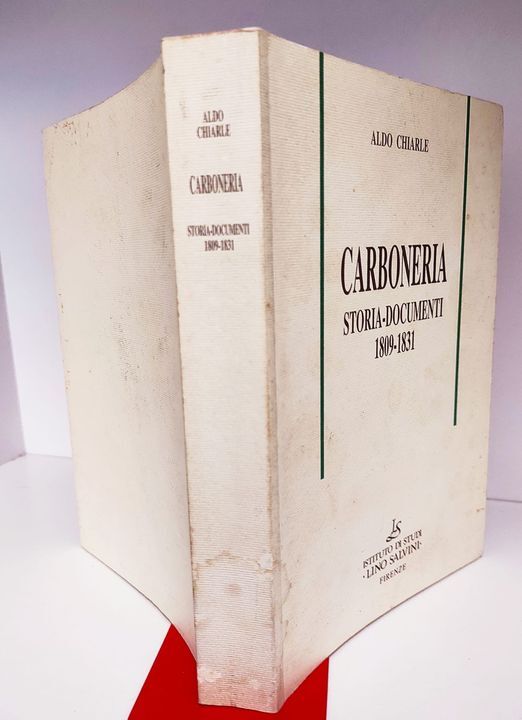 ALDO
CHIARLE
CARBONERIA
STORIA-DOCUMENTI
1809-1831
ALDO CHIARLE
CARBONERIA
STORIA-DOCUMENTI
1809-1831
LS
ISTITUTO DI STUDI
"LINO SALVINI"
FIRENZE